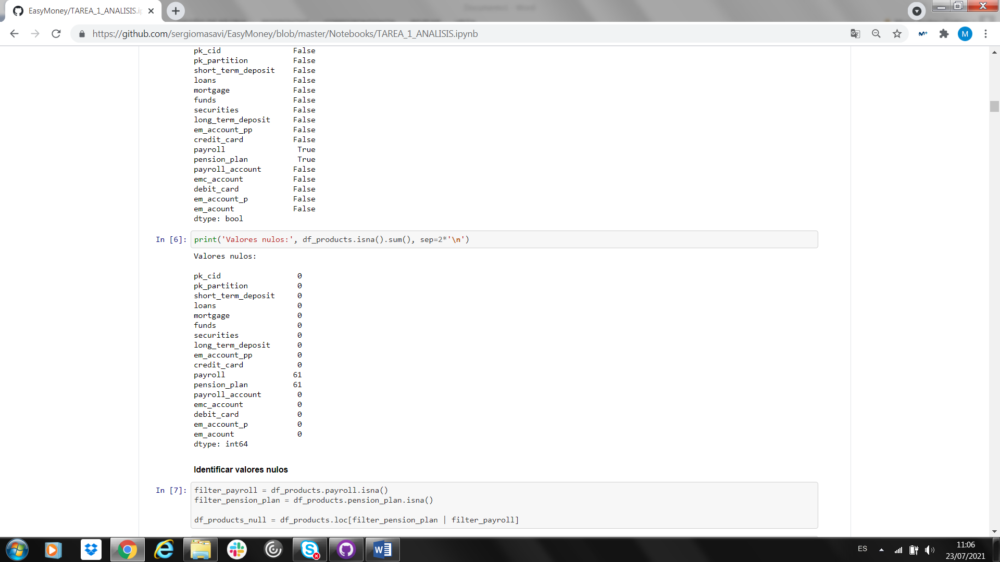 EasyMoney/TAREA_1_ANALISIS.ip
https://github.com/sergiomasavi/EasyMoney/blob/master/Notebooks/TAREA_1_ANALISIS.ipynb
M
pk_cid False
pk_partition False
short_term_deposit False
loans False
mortgage False
funds False
securities False
long_term_deposit False
em_account_pp False
credit_card False
payroll True
pension_plan True
payroll_account False
emc_account False
debit_card False
em_account_p False
em_acount False
dtype: bool
In [6]: print('Valores nulos:', df_products.isna().sum(), sep=2*'\n')
Valores nulos:
pk_cid 0
pk_partition 0
short_term_deposit 0
loans 0
mortgage 0
funds 0
securities 0
long_term_deposit 0
em_account_pp 0
credit_card 0
payroll 61
pension_plan 61
payroll_account 0
emc_account 0
debit_card 0
em_account_p 0
em_acount 0
dtype: int64
Identificar valores nulos
In [7]: filter_payroll = df_products.payroll.isna()
filter_pension_plan = df_products.pension_plan.isna()
df_products_null = df_products.loc[filter_pension_plan | filter_payroll]
ES
11:06
23/07/2021